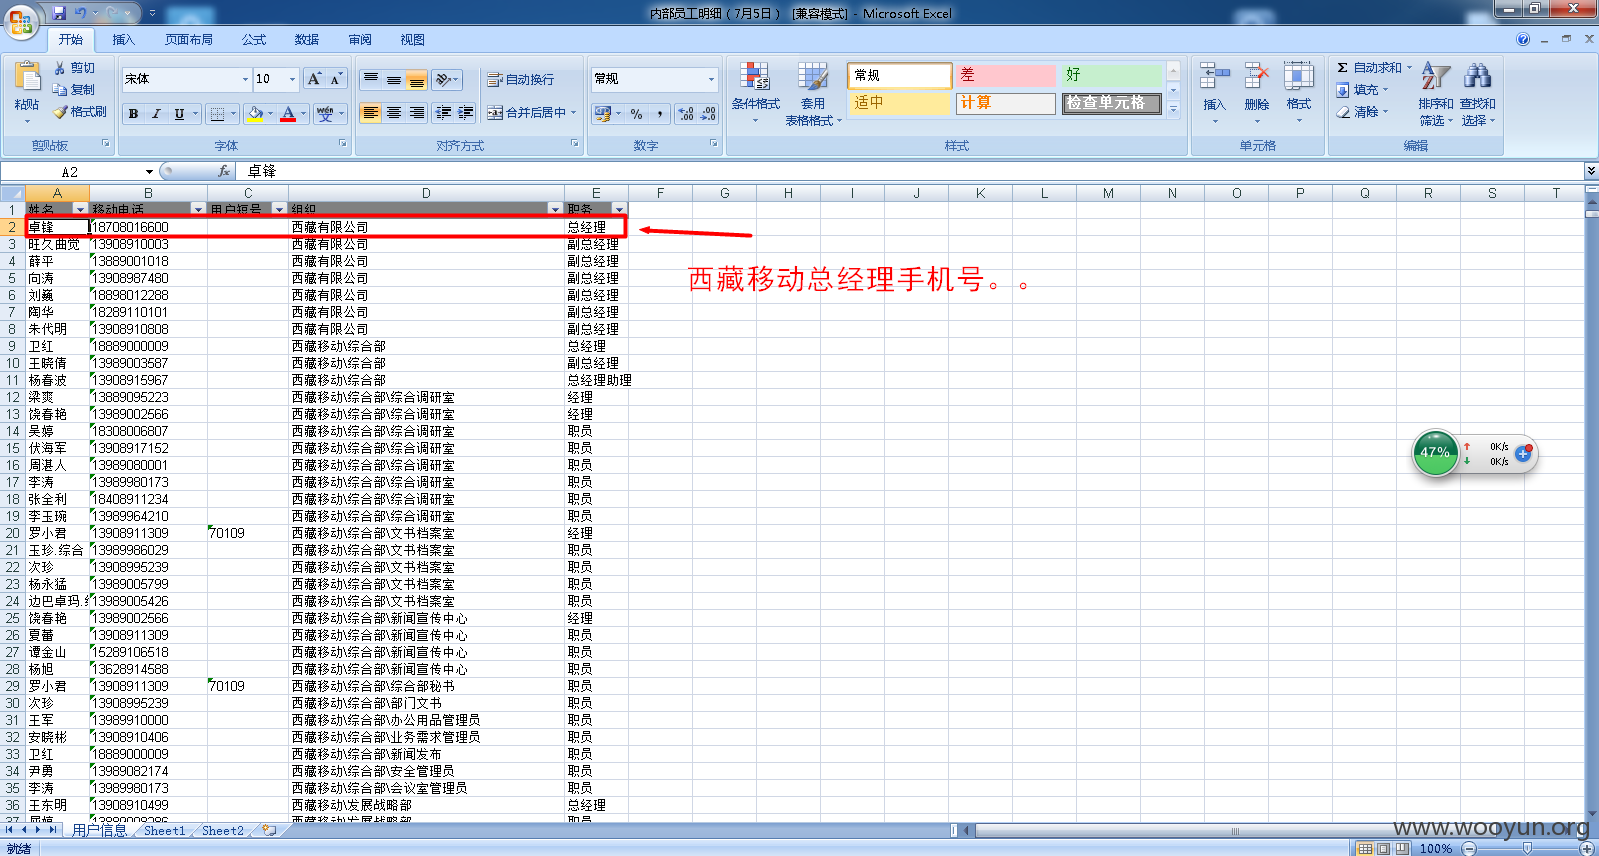 内部员工明细（7月5日） [兼容模式] - Microsoft Excel
开始 插入 页面布局 公式 数据 审阅 视图
粘贴 剪切 复制 格式刷 剪贴板
宋体 10 B I U 字体
自动换行 合并后居中 对齐方式
常规 % , 数字
条件格式 套用表格格式 常规 差 好 适中 计算 检查单元格 样式
插入 删除 格式 单元格
Σ 自动求和 填充 清除 排序和筛选 查找和选择 编辑
A2 fx 卓锋
A B C D E F G H I J K L M N O P Q R S T
1 姓名 移动电话 用户短号 组织 职务
2 卓锋 18708016600 西藏有限公司 总经理
3 旺久曲觉 13908910003 西藏有限公司 副总经理
4 薛平 13889001018 西藏有限公司 副总经理
西藏移动总经理手机号。。
5 向涛 13908987480 西藏有限公司 副总经理
6 刘巍 18898012288 西藏有限公司 副总经理
7 陶华 18289110101 西藏有限公司 副总经理
8 朱代明 13908910808 西藏有限公司 副总经理
9 卫红 18889000009 西藏移动\综合部 总经理
10 王晓倩 13989003587 西藏移动\综合部 副总经理
11 杨春波 13908915967 西藏移动\综合部 总经理助理
12 梁爽 13889095223 西藏移动\综合部\综合调研室 经理
13 饶春艳 13989002566 西藏移动\综合部\综合调研室 经理
14 吴婷 18308006807 西藏移动\综合部\综合调研室 职员
15 伏海军 13908917152 西藏移动\综合部\综合调研室 职员
16 周湛人 13989080001 西藏移动\综合部\综合调研室 职员
17 李涛 13989980173 西藏移动\综合部\综合调研室 职员
18 张全利 18408911234 西藏移动\综合部\综合调研室 职员
19 李玉琬 13989964210 西藏移动\综合部\综合调研室 职员
20 罗小君 13908911309 70109 西藏移动\综合部\文书档案室 经理
21 玉珍.综合 13989986029 西藏移动\综合部\文书档案室 职员
22 次珍 13908995239 西藏移动\综合部\文书档案室 职员
23 杨永猛 13989005799 西藏移动\综合部\文书档案室 职员
24 边巴卓玛. 13989005426 西藏移动\综合部\文书档案室 职员
25 饶春艳 13989002566 西藏移动\综合部\新闻宣传中心 经理
26 夏蕾 13908911309 西藏移动\综合部\新闻宣传中心 职员
27 谭金山 15289106518 西藏移动\综合部\新闻宣传中心 职员
28 杨旭 13628914588 西藏移动\综合部\新闻宣传中心 职员
29 罗小君 13908911309 70109 西藏移动\综合部\综合部秘书 职员
30 次珍 13908995239 西藏移动\综合部\部门文书 职员
31 王军 13989910000 西藏移动\综合部\办公用品管理员 职员
32 安晓彬 13908910406 西藏移动\综合部\业务需求管理员 职员
33 卫红 18889000009 西藏移动\综合部\新闻发布 职员
34 尹勇 13989082174 西藏移动\综合部\安全管理员 职员
35 李涛 13989980173 西藏移动\综合部\会议室管理员 职员
36 王东明 13908910499 西藏移动\发展战略部 总经理
37 西藏移动\发展战略部 职员
47% 0K/s 0K/s
用户信息 Sheet1 Sheet2
就绪 100%
www.wooyun.org